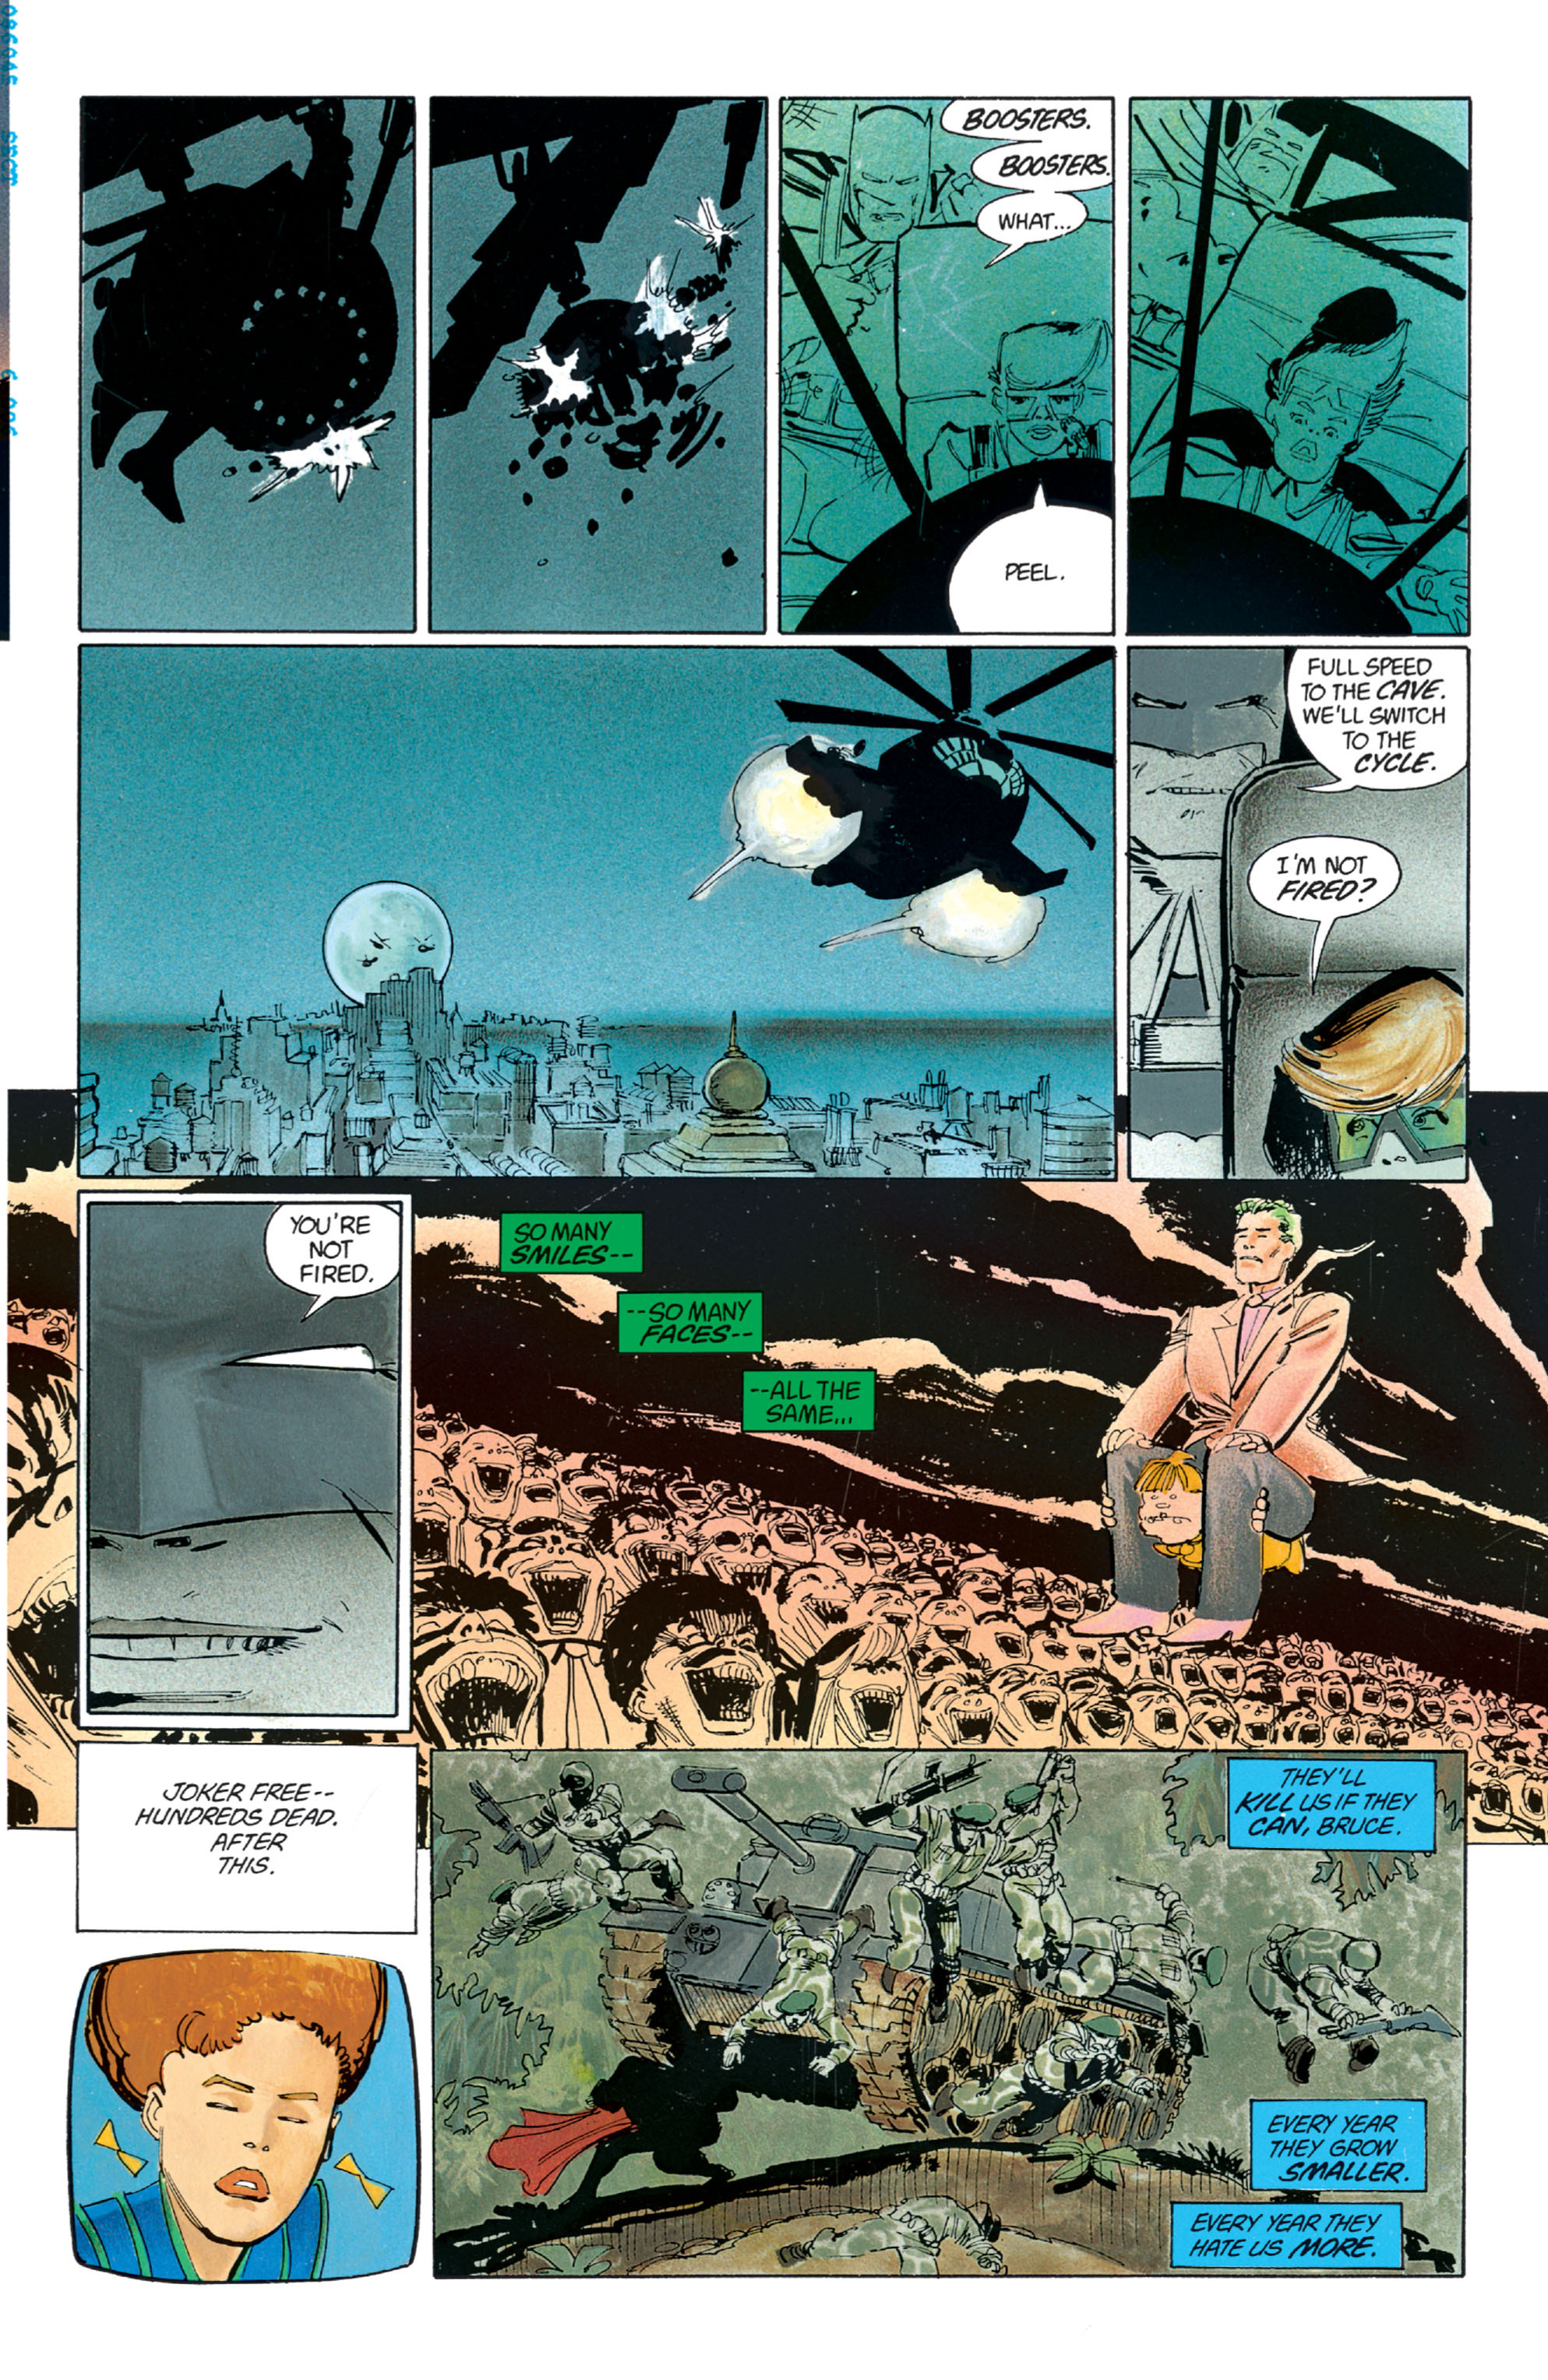 BOOSTERS.
BOOSTERS.
WHAT...
PEEL.
FULL SPEED
TO THE CAVE.
WE'LL SWITCH
TO THE
CYCLE.
I'M NOT
FIRED?
YOU'RE
NOT
FIRED.
SO MANY
SMILES--
--SO MANY
FACES--
--ALL THE
SAME...
JOKER FREE--
HUNDREDS DEAD.
AFTER
THIS.
THEY'LL
KILL US IF THEY
CAN, BRUCE.
EVERY YEAR
THEY GROW
SMALLER.
EVERY YEAR THEY
HATE US MORE.